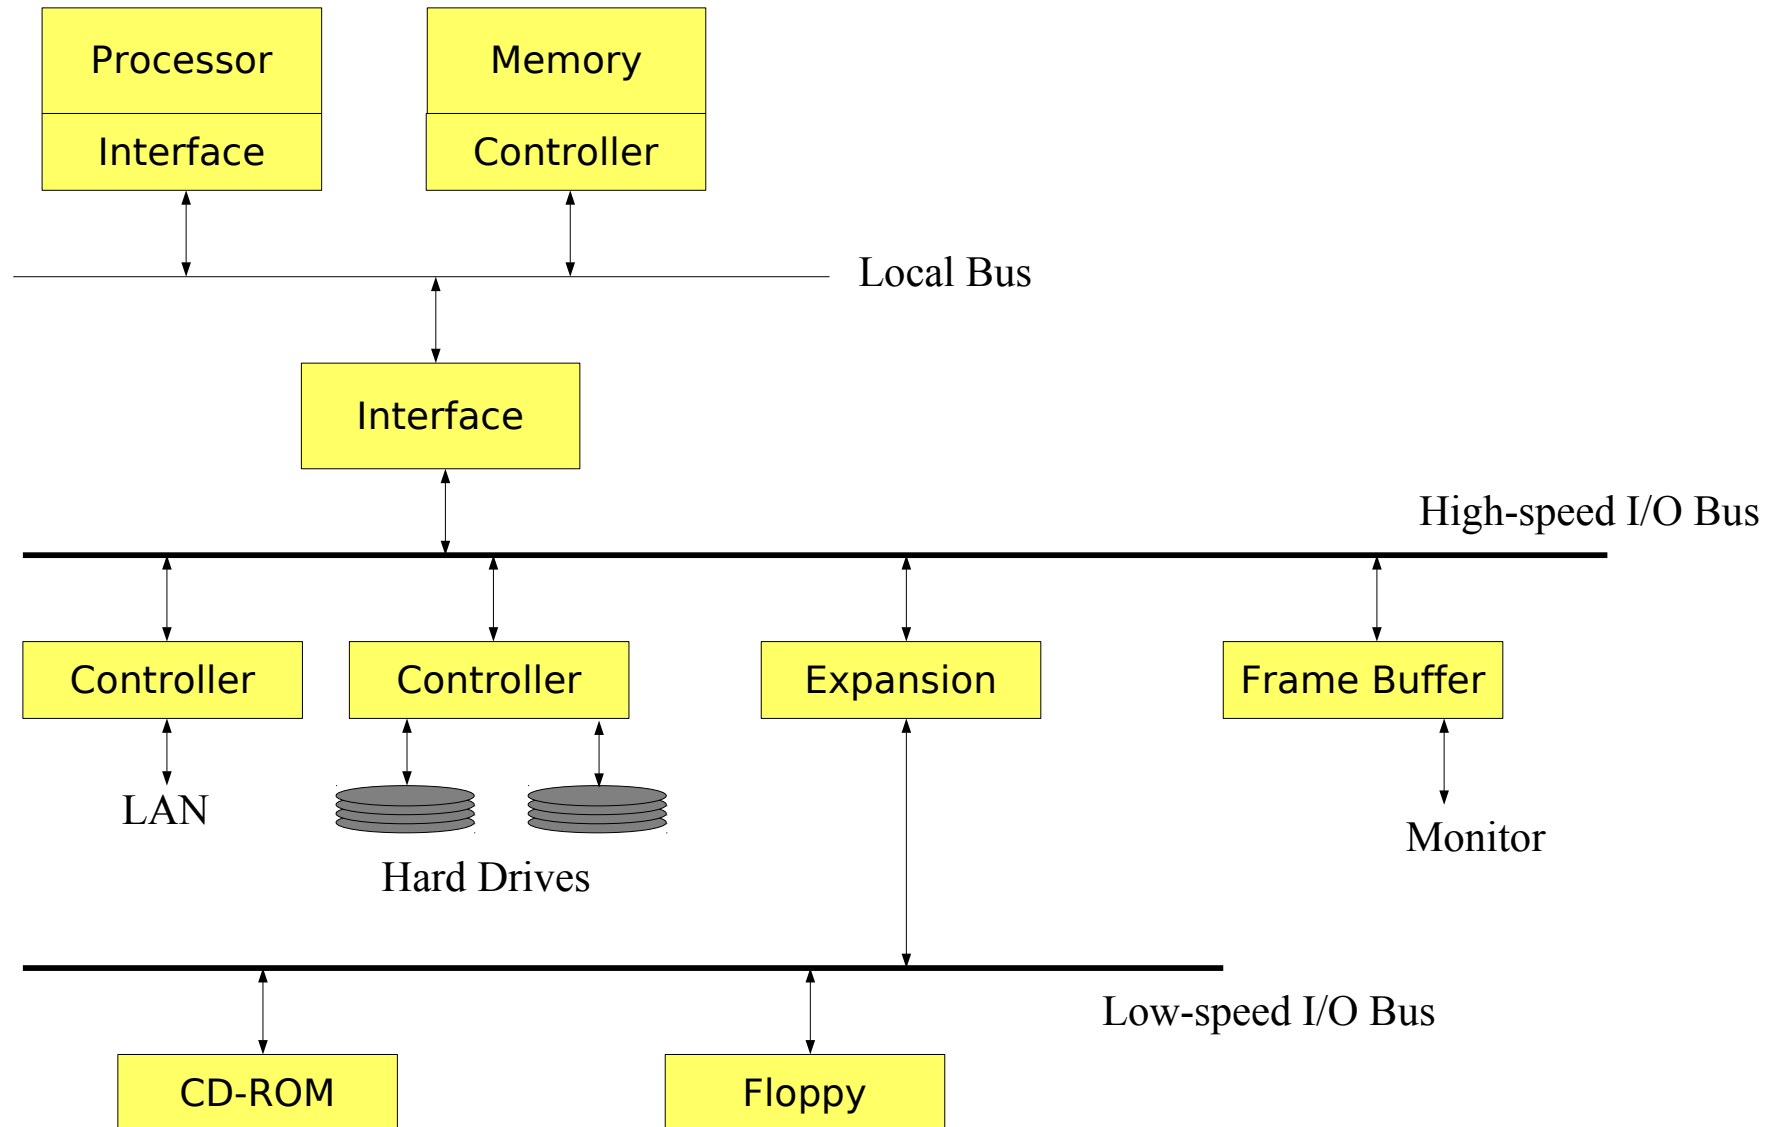 Processor
Memory
Interface
Controller
Local Bus
Interface
High-speed I/O Bus
Controller
Controller
Expansion
Frame Buffer
LAN
Monitor
Hard Drives
Low-speed I/O Bus
CD-ROM
Floppy